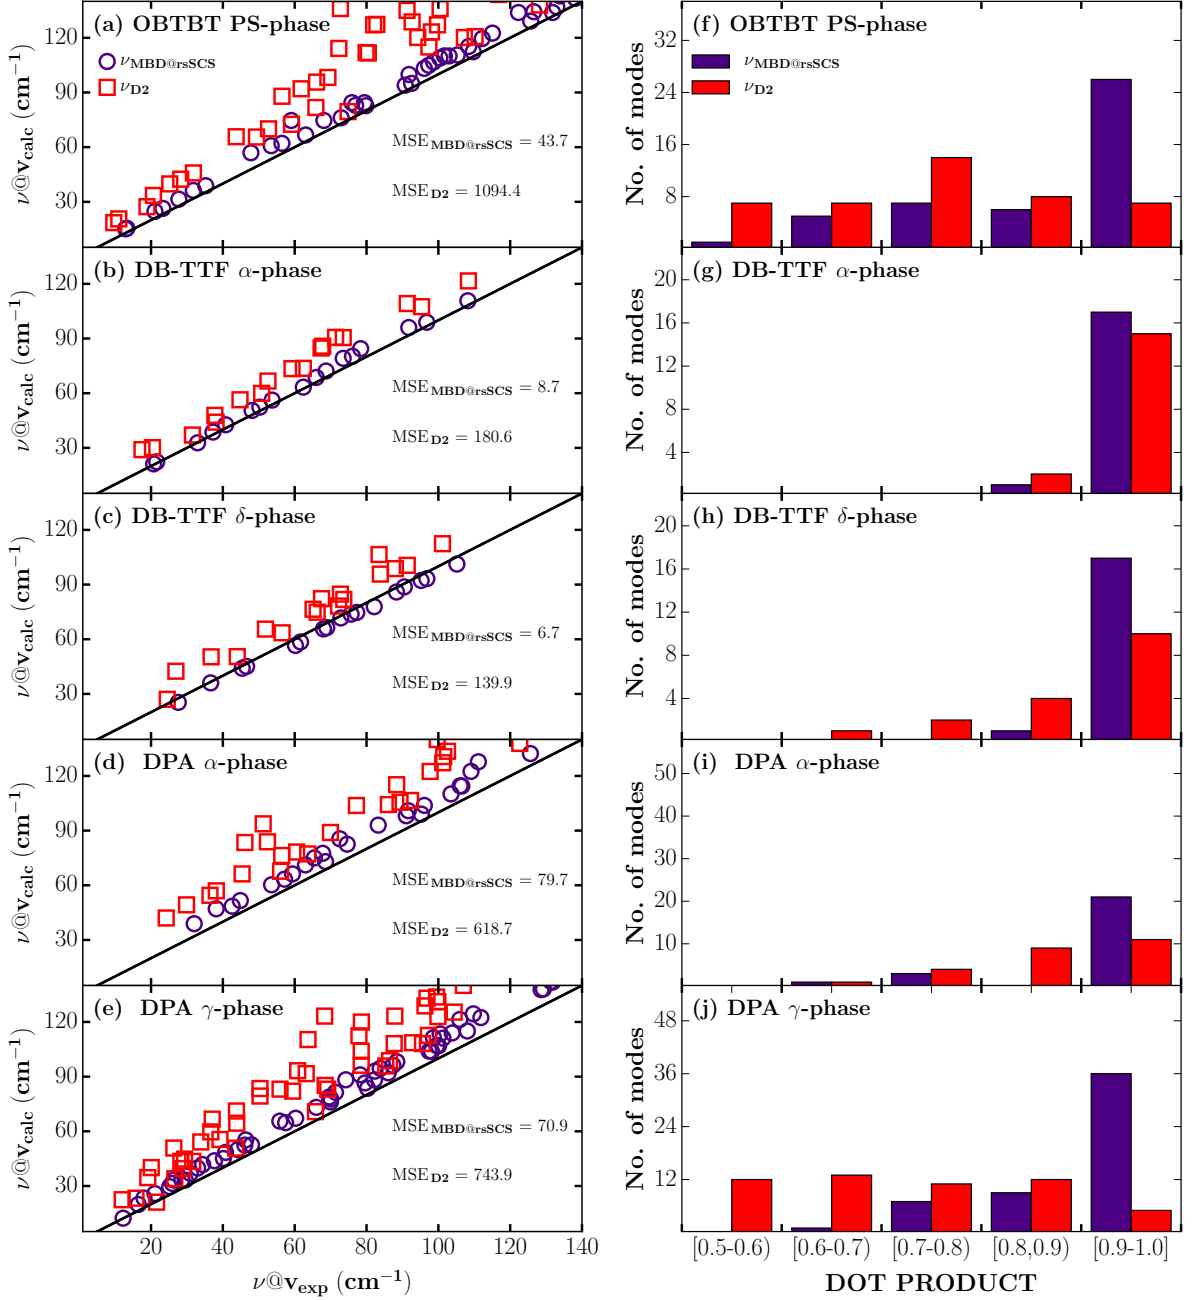 (a) OBTBT PS-phase
ν_MBD@rsSCS
ν_D2
MSE_MBD@rsSCS = 43.7
MSE_D2 = 1094.4
120
90
60
30
ν@v_calc (cm⁻¹)
(b) DB-TTF α-phase
MSE_MBD@rsSCS = 8.7
MSE_D2 = 180.6
120
90
60
30
ν@v_calc (cm⁻¹)
(c) DB-TTF δ-phase
MSE_MBD@rsSCS = 6.7
MSE_D2 = 139.9
120
90
60
30
ν@v_calc (cm⁻¹)
(d) DPA α-phase
MSE_MBD@rsSCS = 79.7
MSE_D2 = 618.7
120
90
60
30
ν@v_calc (cm⁻¹)
(e) DPA γ-phase
MSE_MBD@rsSCS = 70.9
MSE_D2 = 743.9
120
90
60
30
ν@v_calc (cm⁻¹)
20 40 60 80 100 120 140
ν@v_exp (cm⁻¹)
(f) OBTBT PS-phase
ν_MBD@rsSCS
ν_D2
32
24
16
8
No. of modes
(g) DB-TTF α-phase
20
16
12
8
4
No. of modes
(h) DB-TTF δ-phase
20
16
12
8
4
No. of modes
(i) DPA α-phase
50
40
30
20
10
No. of modes
(j) DPA γ-phase
48
36
24
12
No. of modes
[0.5-0.6) [0.6-0.7) [0.7-0.8) [0.8,0.9) [0.9-1.0]
DOT PRODUCT